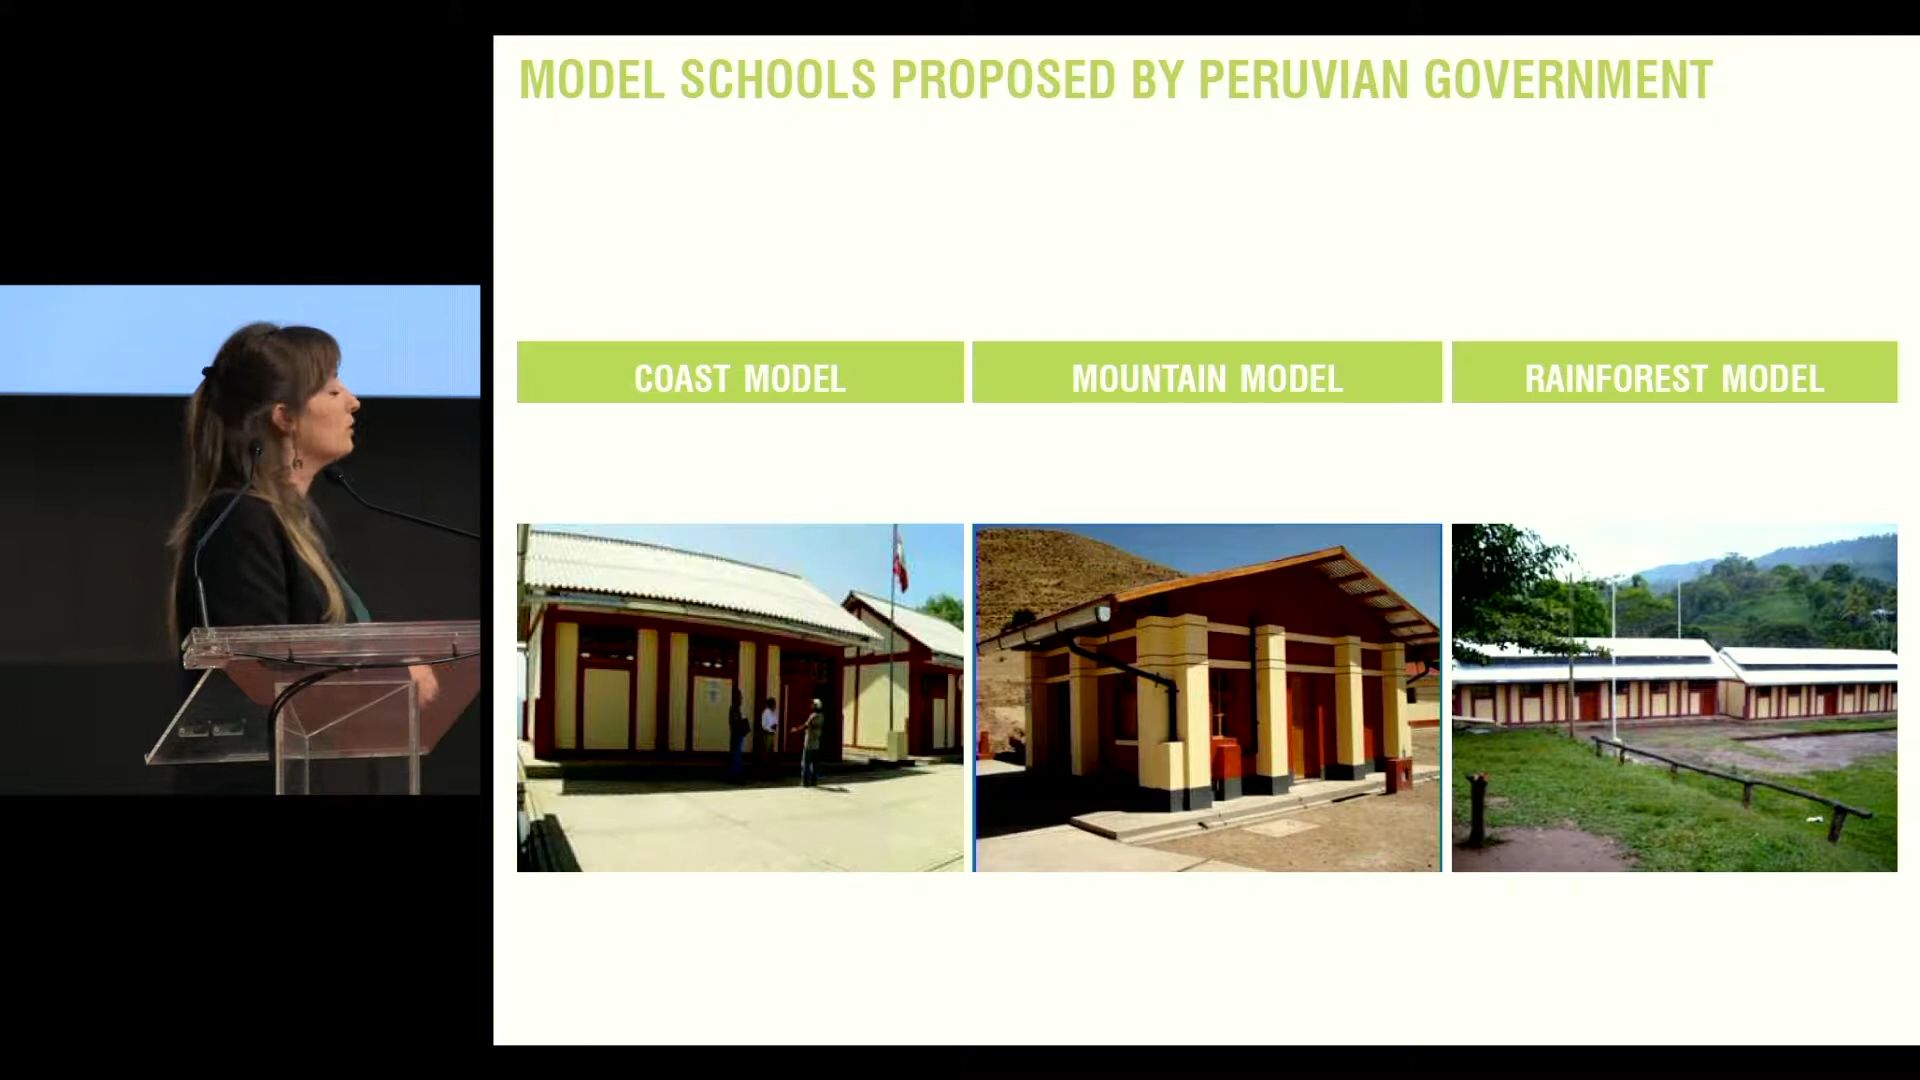 MODEL SCHOOLS PROPOSED BY PERUVIAN GOVERNMENT
COAST MODEL
MOUNTAIN MODEL
RAINFOREST MODEL